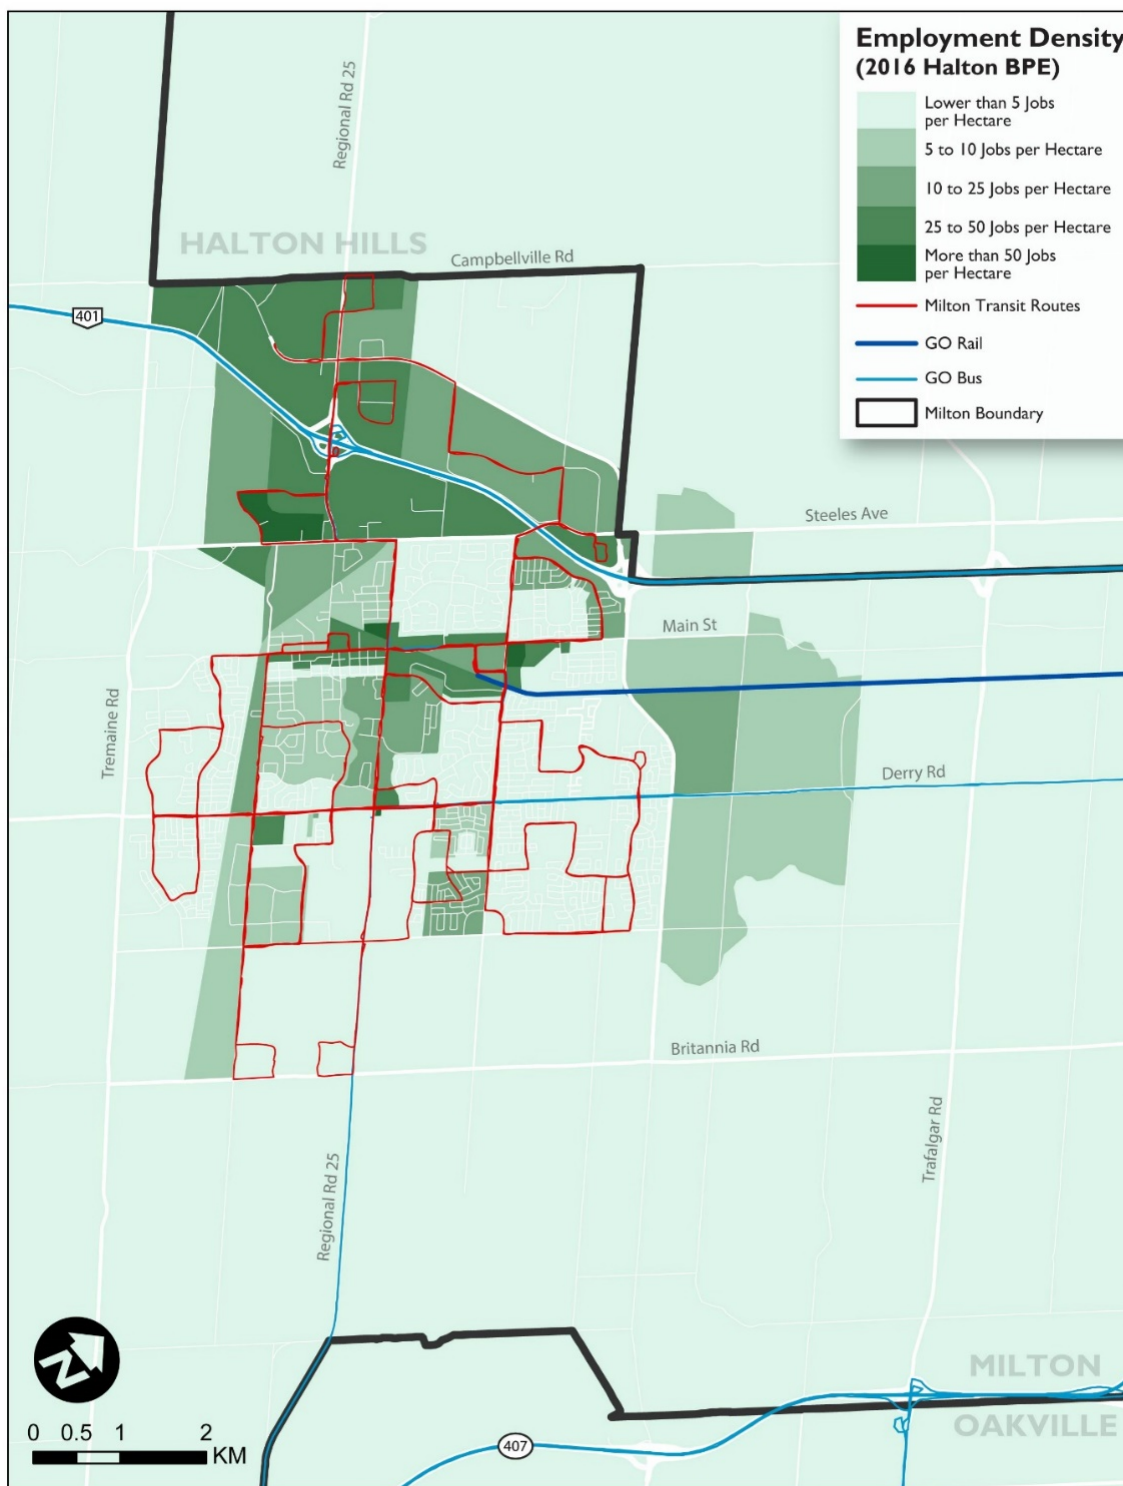 Employment Density
(2016 Halton BPE)
Lower than 5 Jobs
per Hectare
5 to 10 Jobs per Hectare
10 to 25 Jobs per Hectare
25 to 50 Jobs per Hectare
More than 50 Jobs
per Hectare
Milton Transit Routes
GO Rail
GO Bus
Milton Boundary
Regional Rd 25
HALTON HILLS
Campbellville Rd
401
Steeles Ave
Main St
Tremaine Rd
Derry Rd
Britannia Rd
Trafalgar Rd
Regional Rd 25
MILTON
OAKVILLE
407
N
0 0.5 1 2
KM